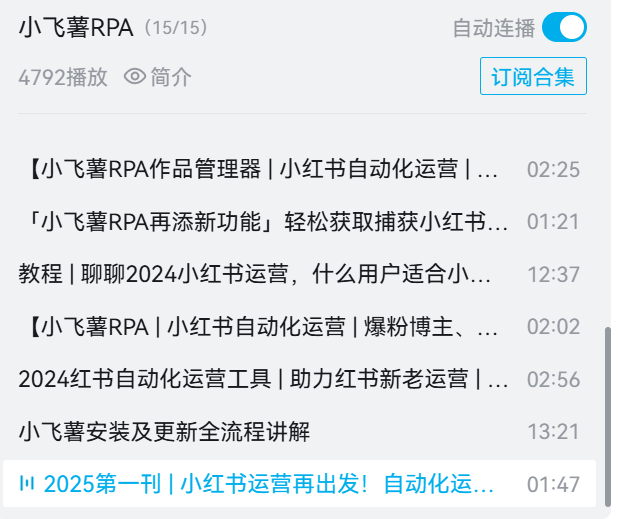 小飞薯RPA（15/15） 自动连播
4792播放 简介 订阅合集
【小飞薯RPA作品管理器 | 小红书自动化运营 | ... 02:25
「小飞薯RPA再添新功能」轻松获取捕获小红书... 01:21
教程 | 聊聊2024小红书运营，什么用户适合小... 12:37
【小飞薯RPA | 小红书自动化运营 | 爆粉博主、... 02:02
2024红书自动化运营工具 | 助力红书新老运营 | ... 02:56
小飞薯安装及更新全流程讲解 13:21
2025第一刊 | 小红书运营再出发！自动化运... 01:47